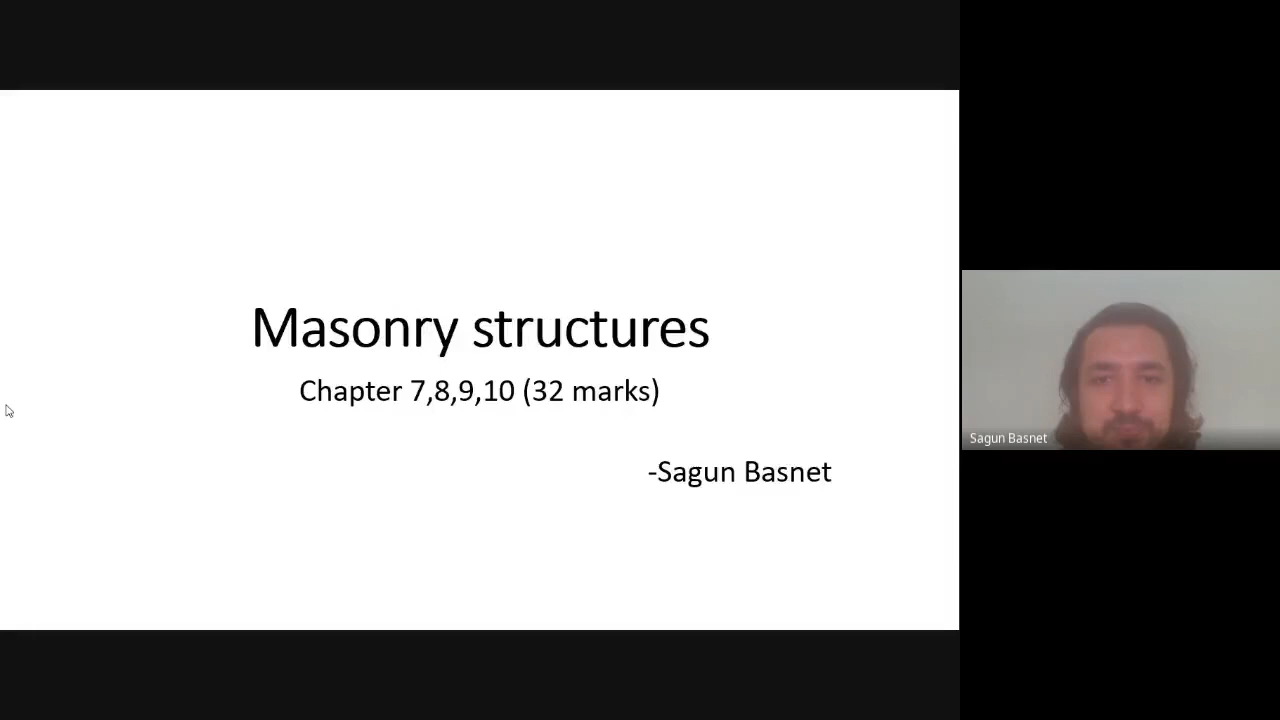 Masonry structures
Chapter 7,8,9,10 (32 marks)
-Sagun Basnet
Sagun Basnet